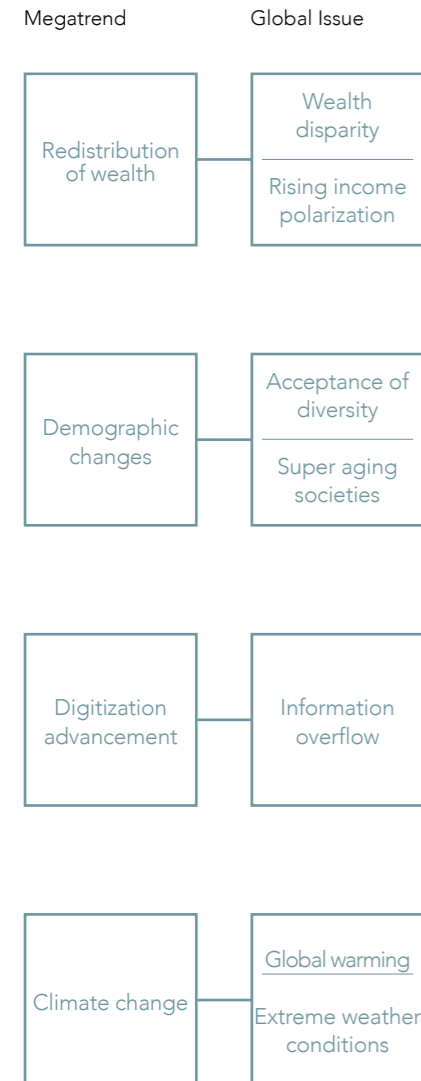 Megatrend
Global Issue
Redistribution
of wealth
Wealth
disparity
Rising income
polarization
Demographic
changes
Acceptance of
diversity
Super aging
societies
Digitization
advancement
Information
overflow
Climate change
Global warming
Extreme weather
conditions